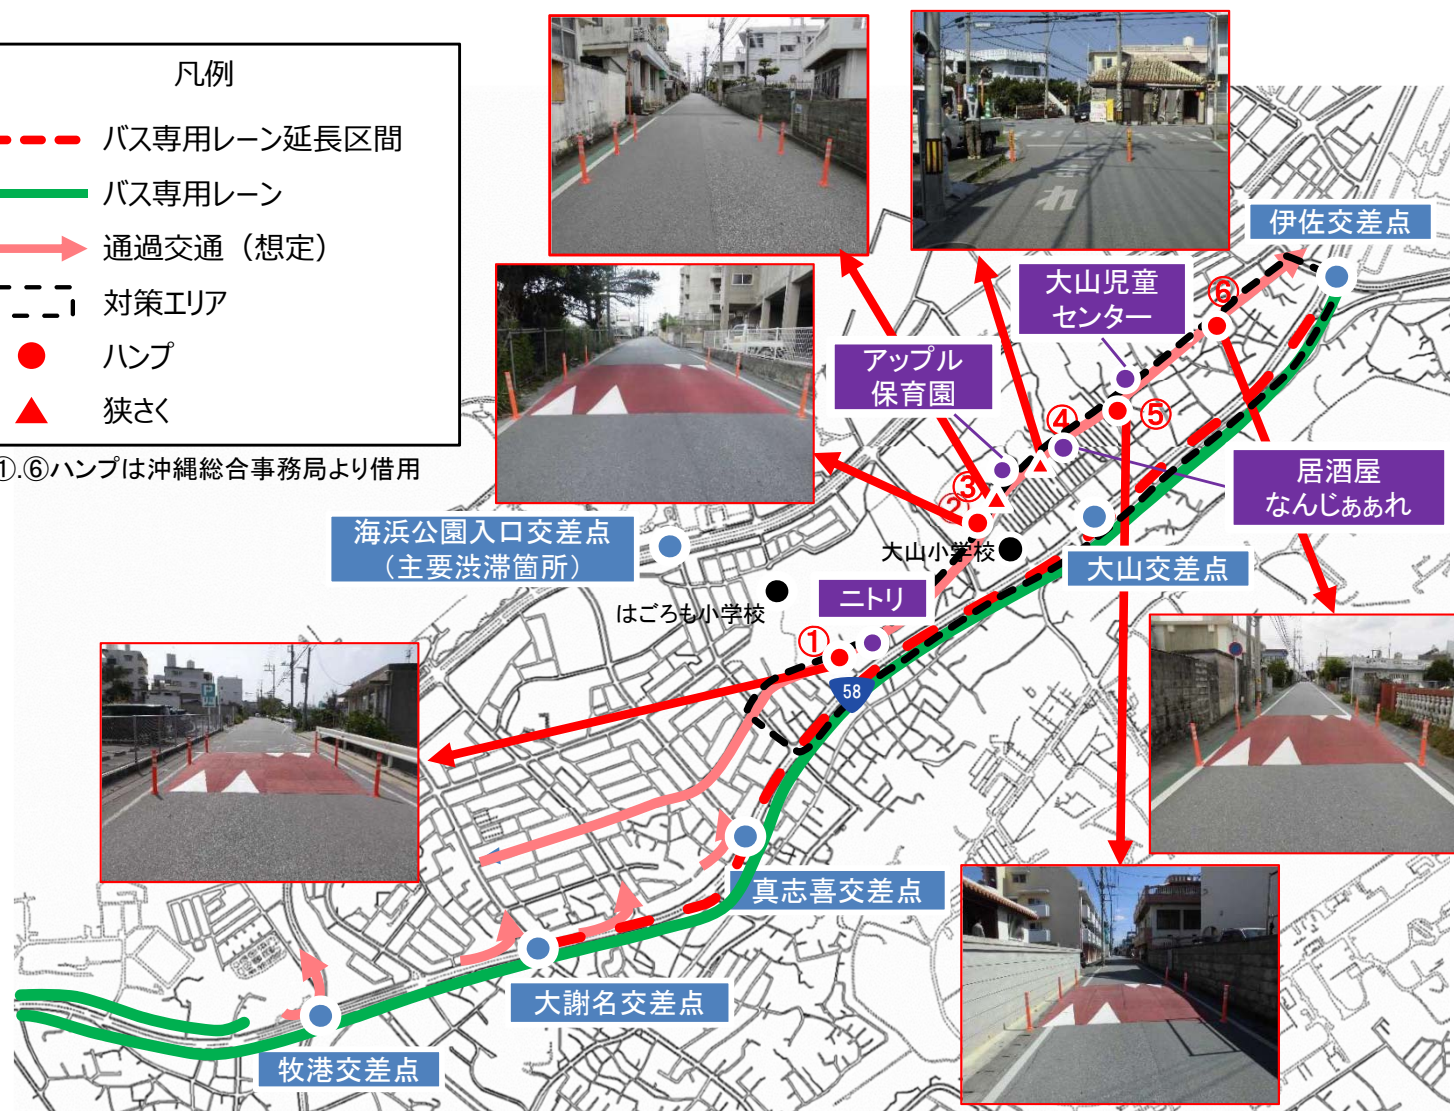 凡例
バス専用レーン延長区間
バス専用レーン
通過交通（想定）
対策エリア
ハンプ
狭さく
①.⑥ハンプは沖縄総合事務局より借用
れ
伊佐交差点
大山児童
センター
⑥
アップル
保育園
④
⑤
③
②
居酒屋
なんじぁぁれ
海浜公園入口交差点
（主要渋滞箇所）
大山小学校
大山交差点
はごろも小学校
ニトリ
①
58
真志喜交差点
大謝名交差点
牧港交差点